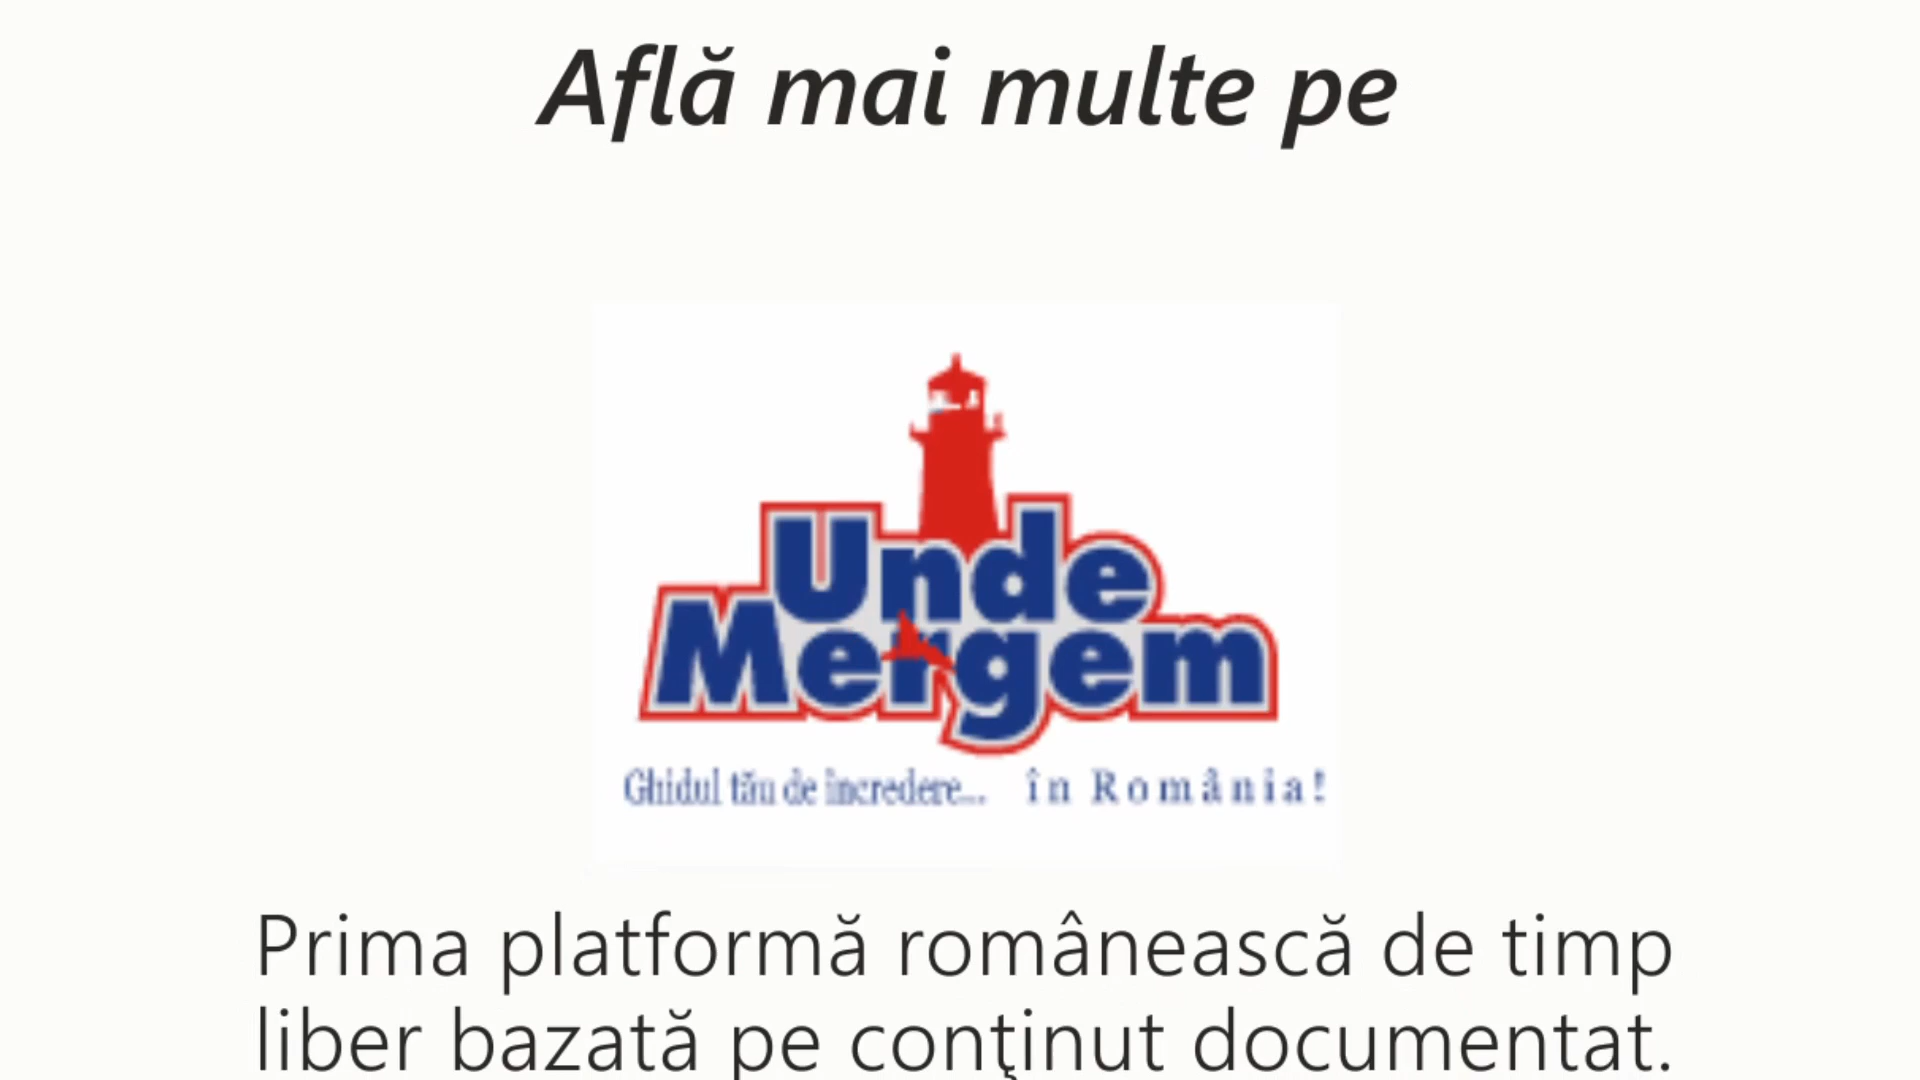 Află mai multe pe
Unde
Mergem
Ghidul tău de încredere... în România!
Prima platformă românească de timp
liber bazată pe conţinut documentat.